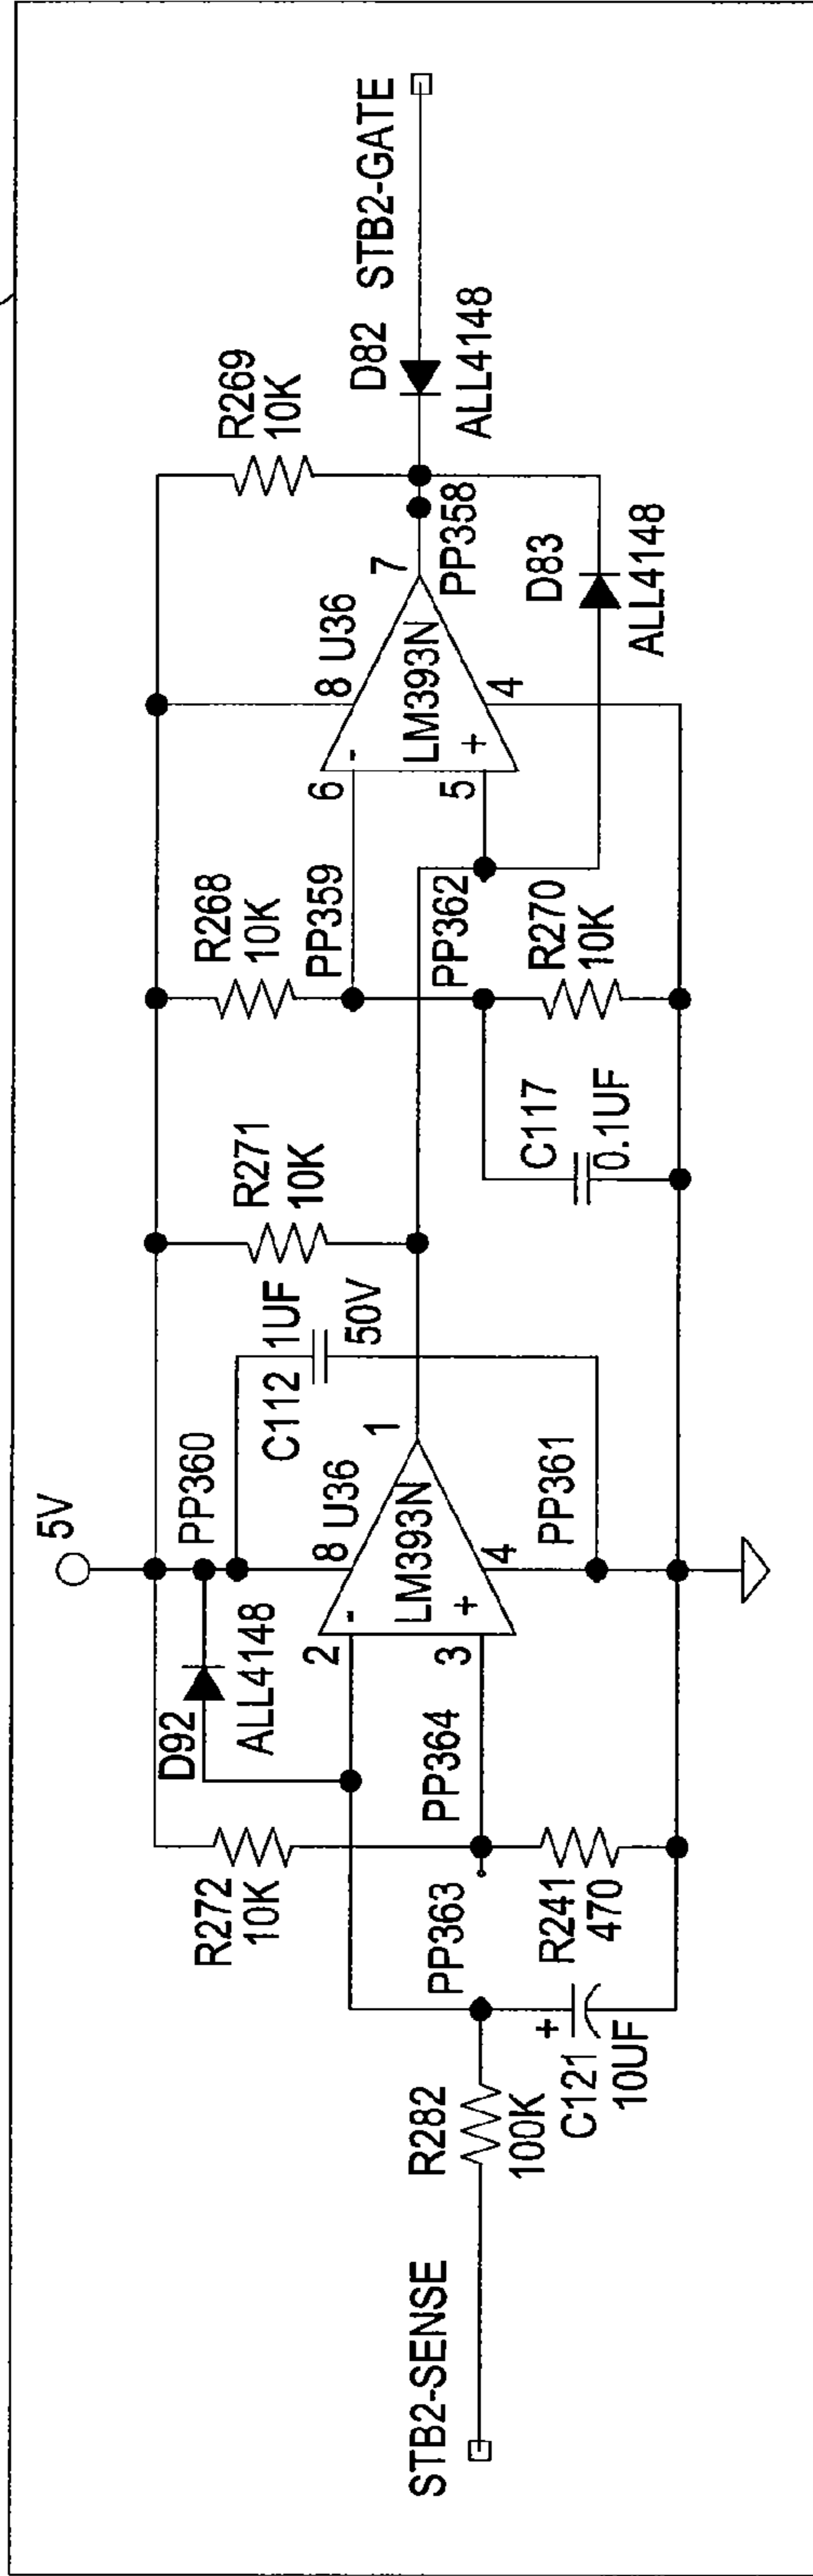 STB2-SENSE
R282
100K
C121
+
10UF
PP363
R241
470
R272
10K
PP364
D92
ALL4148
5V
PP360
2
3
-
+
8
U36
LM393N
4
PP361
1
C112
1UF
50V
R271
10K
C117
0.1UF
R268
10K
PP359
PP362
R270
10K
6
5
-
+
8
U36
LM393N
4
7
PP358
R269
10K
D83
ALL4148
D82
ALL4148
STB2-GATE